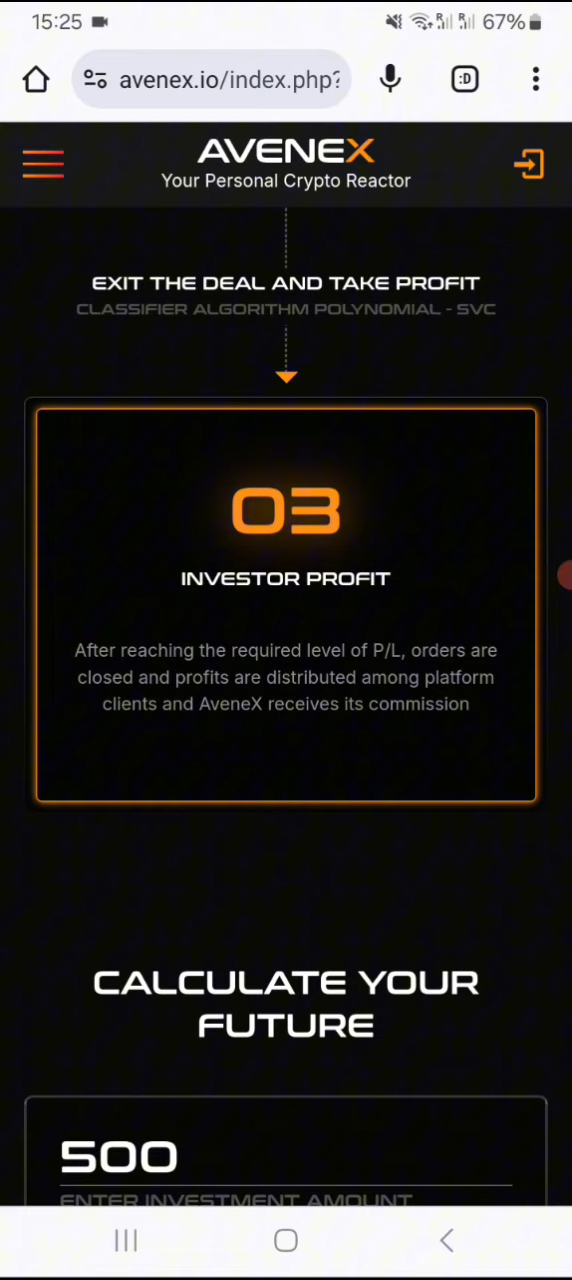 15:25
67%
avenex.io/index.php?
:D
AVENEX
Your Personal Crypto Reactor
EXIT THE DEAL AND TAKE PROFIT
CLASSIFIER ALGORITHM POLYNOMIAL - SVC
03
INVESTOR PROFIT
After reaching the required level of P/L, orders are
closed and profits are distributed among platform
clients and AveneX receives its commission
CALCULATE YOUR
FUTURE
500
ENTER INVESTMENT AMOUNT